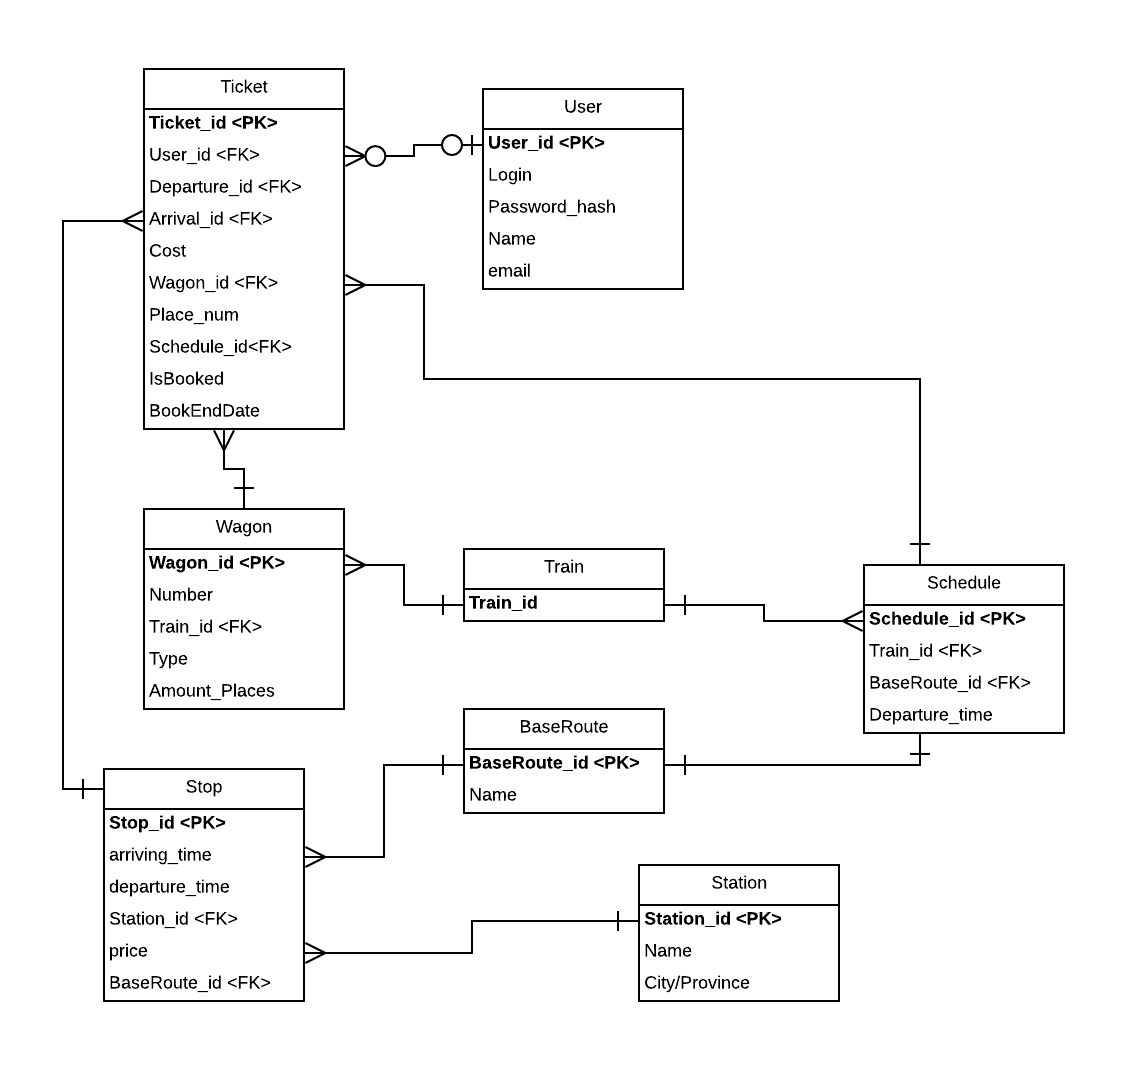 Ticket
Ticket_id <PK>
User_id <FK>
Departure_id <FK>
Arrival_id <FK>
Cost
Wagon_id <FK>
Place_num
Schedule_id<FK>
IsBooked
BookEndDate
User
User_id <PK>
Login
Password_hash
Name
email
Wagon
Wagon_id <PK>
Number
Train_id <FK>
Type
Amount_Places
Train
Train_id
Schedule
Schedule_id <PK>
Train_id <FK>
BaseRoute_id <FK>
Departure_time
BaseRoute
BaseRoute_id <PK>
Name
Stop
Stop_id <PK>
arriving_time
departure_time
Station_id <FK>
price
BaseRoute_id <FK>
Station
Station_id <PK>
Name
City/Province